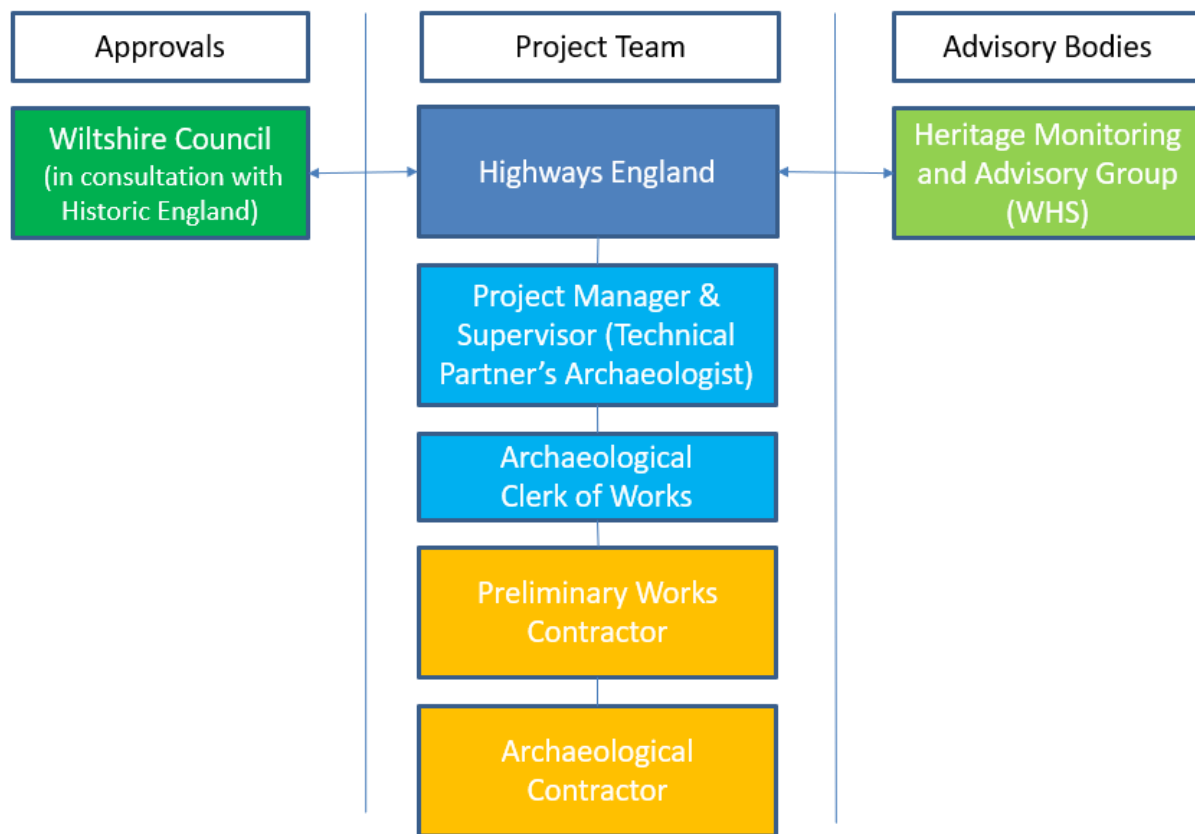 Approvals
Project Team
Advisory Bodies
Wiltshire Council
(in consultation with
Historic England)
Highways England
Heritage Monitoring
and Advisory Group
(WHS)
Project Manager &
Supervisor (Technical
Partner’s Archaeologist)
Archaeological
Clerk of Works
Preliminary Works
Contractor
Archaeological
Contractor